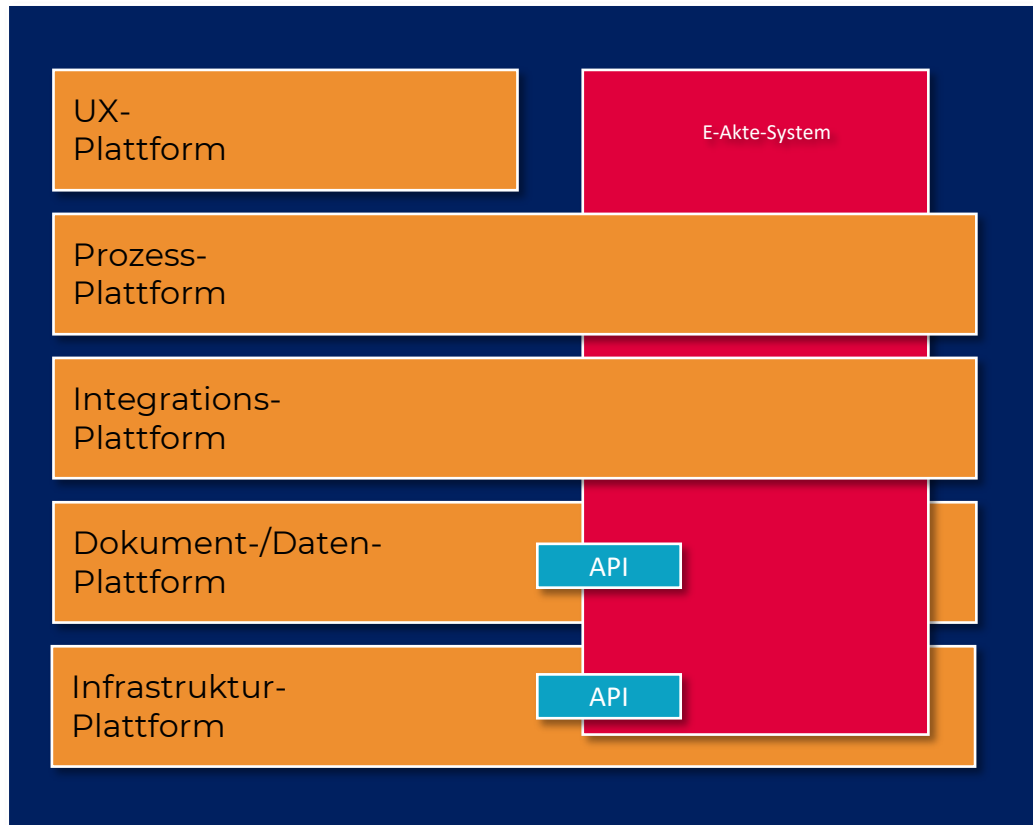 UX-
Plattform
E-Akte-System
Prozess-
Plattform
Integrations-
Plattform
Dokument-/Daten-
Plattform
API
Infrastruktur-
Plattform
API